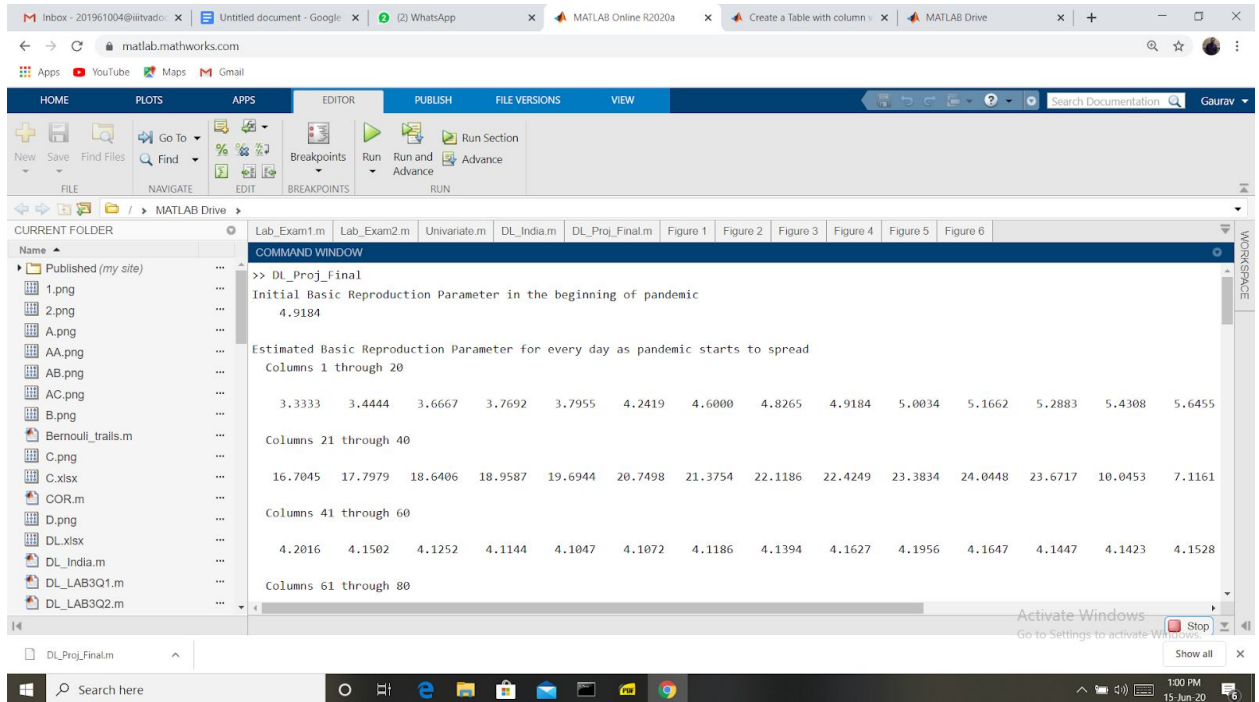 Inbox - 201961004@iiitvadod
Untitled document - Google
(2) WhatsApp
MATLAB Online R2020a
Create a Table with column v
MATLAB Drive
matlab.mathworks.com
Apps YouTube Maps Gmail
HOME PLOTS APPS EDITOR PUBLISH FILE VERSIONS VIEW
Search Documentation Gaurav
New Save Find Files Go To Find
Breakpoints Run Run and Advance Run Section Advance
FILE NAVIGATE EDIT BREAKPOINTS RUN
/ > MATLAB Drive >
CURRENT FOLDER
Name
Published (my site)
1.png
2.png
A.png
AA.png
AB.png
AC.png
B.png
Bernouli_trails.m
C.png
C.xlsx
COR.m
D.png
DL.xlsx
DL_India.m
DL_LAB3Q1.m
DL_LAB3Q2.m
Lab_Exam1.m Lab_Exam2.m Univariate.m DL_India.m DL_Proj_Final.m Figure 1 Figure 2 Figure 3 Figure 4 Figure 5 Figure 6
WORKSPACE
COMMAND WINDOW
>> DL_Proj_Final
Initial Basic Reproduction Parameter in the beginning of pandemic
4.9184
Estimated Basic Reproduction Parameter for every day as pandemic starts to spread
Columns 1 through 20
3.3333 3.4444 3.6667 3.7692 3.7955 4.2419 4.6000 4.8265 4.9184 5.0034 5.1662 5.2883 5.4308 5.6455
Columns 21 through 40
16.7045 17.7979 18.6406 18.9587 19.6944 20.7498 21.3754 22.1186 22.4249 23.3834 24.0448 23.6717 10.0453 7.1161
Columns 41 through 60
4.2016 4.1502 4.1252 4.1144 4.1047 4.1072 4.1186 4.1394 4.1627 4.1956 4.1647 4.1447 4.1423 4.1528
Columns 61 through 80
Activate Windows
Go to Settings to activate Windows.
Stop
DL_Proj_Final.m
Show all
Search here
PDF
1:00 PM
15-Jun-20
6